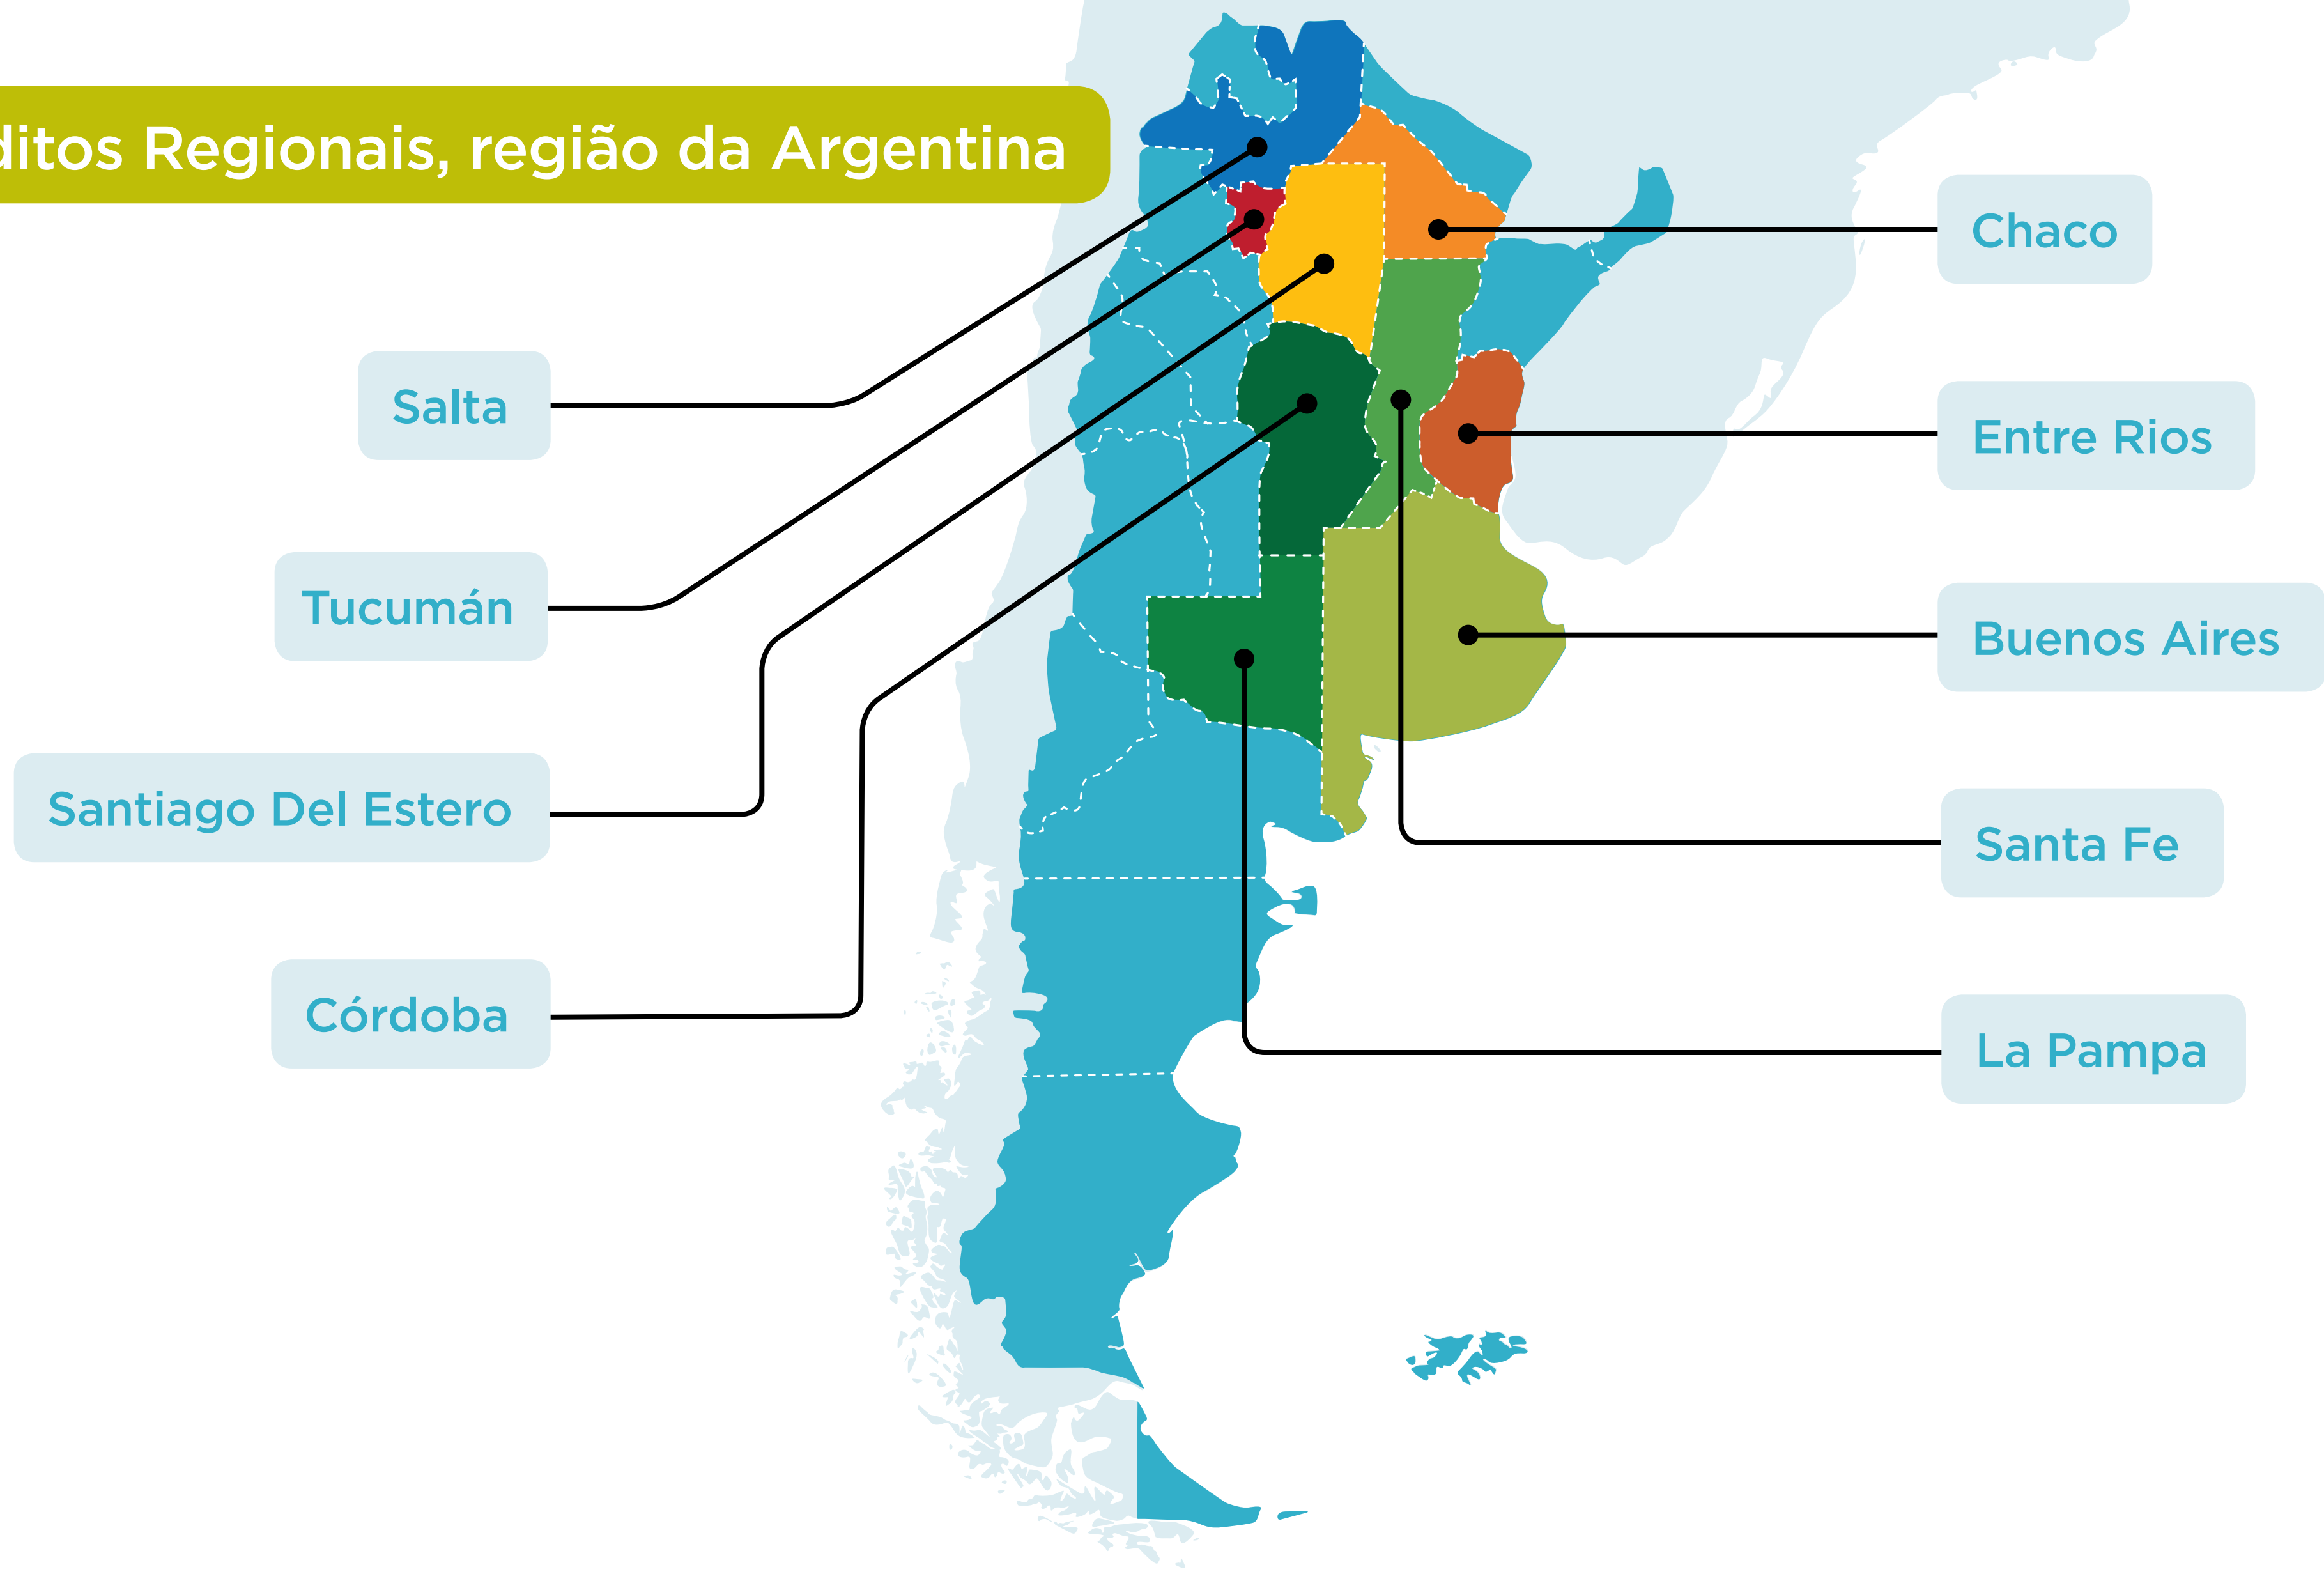 Regionais, região da Argentina
Chaco
Salta
Entre Rios
Tucumán
Buenos Aires
Santiago Del Estero
Santa Fe
Córdoba
La Pampa